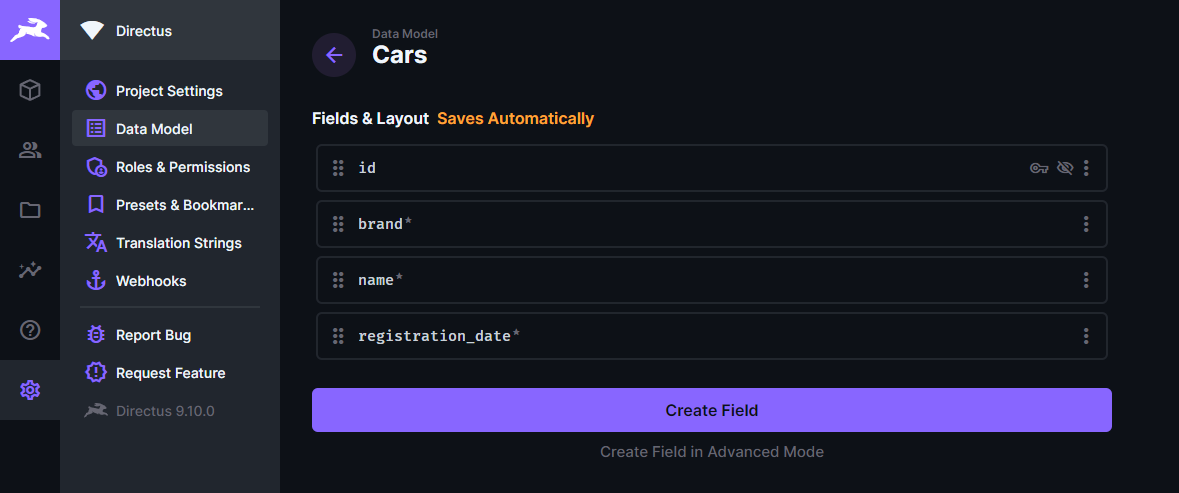 Directus
Project Settings
Data Model
Roles & Permissions
Presets & Bookmar...
Translation Strings
Webhooks
Report Bug
Request Feature
Directus 9.10.0
Data Model
Cars
Fields & Layout Saves Automatically
id
brand*
name*
registration_date*
Create Field
Create Field in Advanced Mode